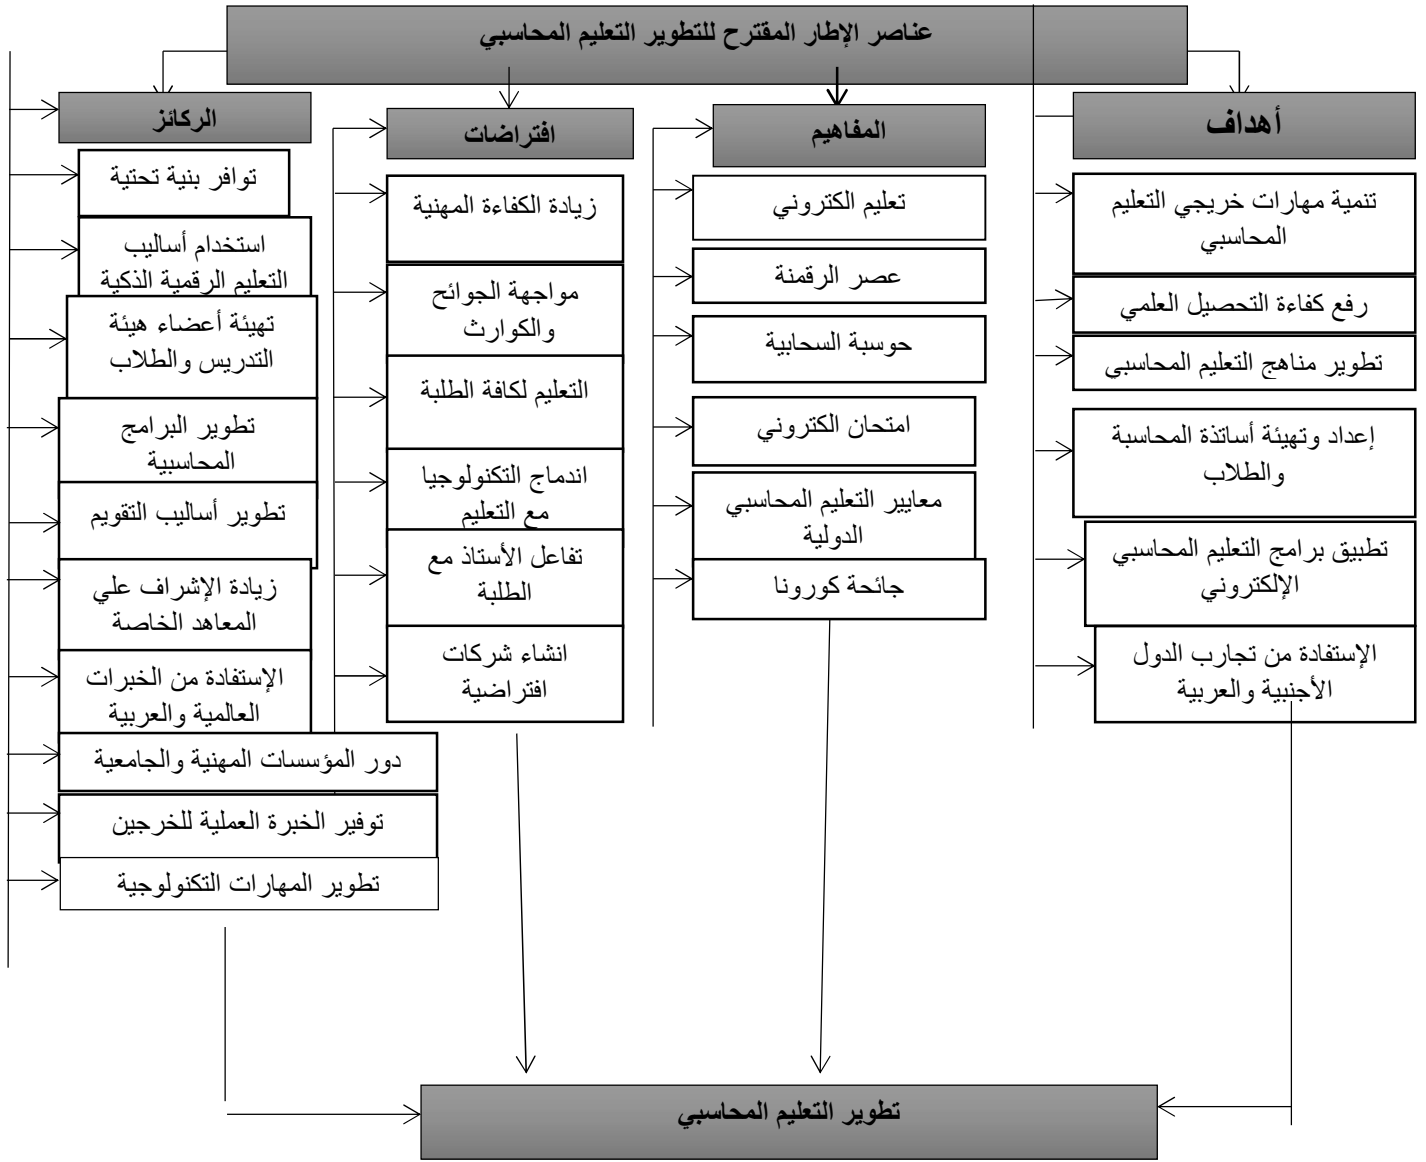 عناصر الإطار المقترح للتطوير التعليم المحاسبي
أهداف
تنمية مهارات خريجي التعليم
المحاسبي
رفع كفاءة التحصيل العلمي
تطوير مناهج التعليم المحاسبي
إعداد وتهيئة أساتذة المحاسبة
والطلاب
تطبيق برامج التعليم المحاسبي
الإلكتروني
الإستفادة من تجارب الدول
الأجنبية والعربية
المفاهيم
تعليم الكتروني
عصر الرقمنة
حوسبة السحابية
امتحان الكتروني
معايير التعليم المحاسبي
الدولية
جائحة كورونا
افتراضات
زيادة الكفاءة المهنية
مواجهة الجوائح
والكوارث
التعليم لكافة الطلبة
اندماج التكنولوجيا
مع التعليم
تفاعل الأستاذ مع
الطلبة
انشاء شركات
افتراضية
الركائز
توافر بنية تحتية
استخدام أساليب
التعليم الرقمية الذكية
تهيئة أعضاء هيئة
التدريس والطلاب
تطوير البرامج
المحاسبية
تطوير أساليب التقويم
زيادة الإشراف علي
المعاهد الخاصة
الإستفادة من الخبرات
العالمية والعربية
دور المؤسسات المهنية والجامعية
توفير الخبرة العملية للخرجين
تطوير المهارات التكنولوجية
تطوير التعليم المحاسبي